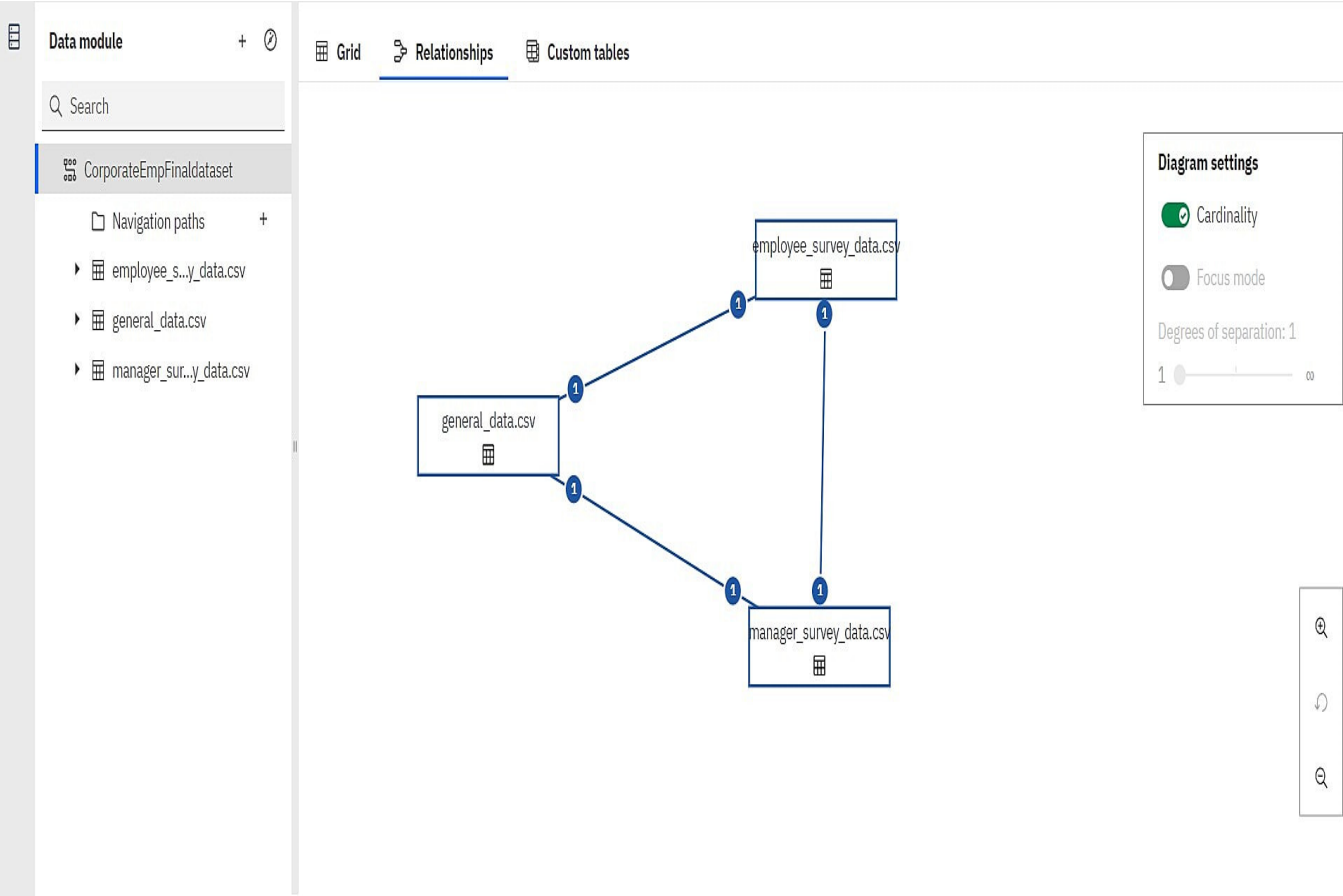 Data module
Search
CorporateEmpFinaldataset
Navigation paths
employee_s...y_data.csv
general_data.csv
manager_sur...y_data.csv
Grid
Relationships
Custom tables
employee_survey_data.csv
1
1
1
general_data.csv
1
1
1
manager_survey_data.csv
Diagram settings
Cardinality
Focus mode
Degrees of separation: 1
1 ∞